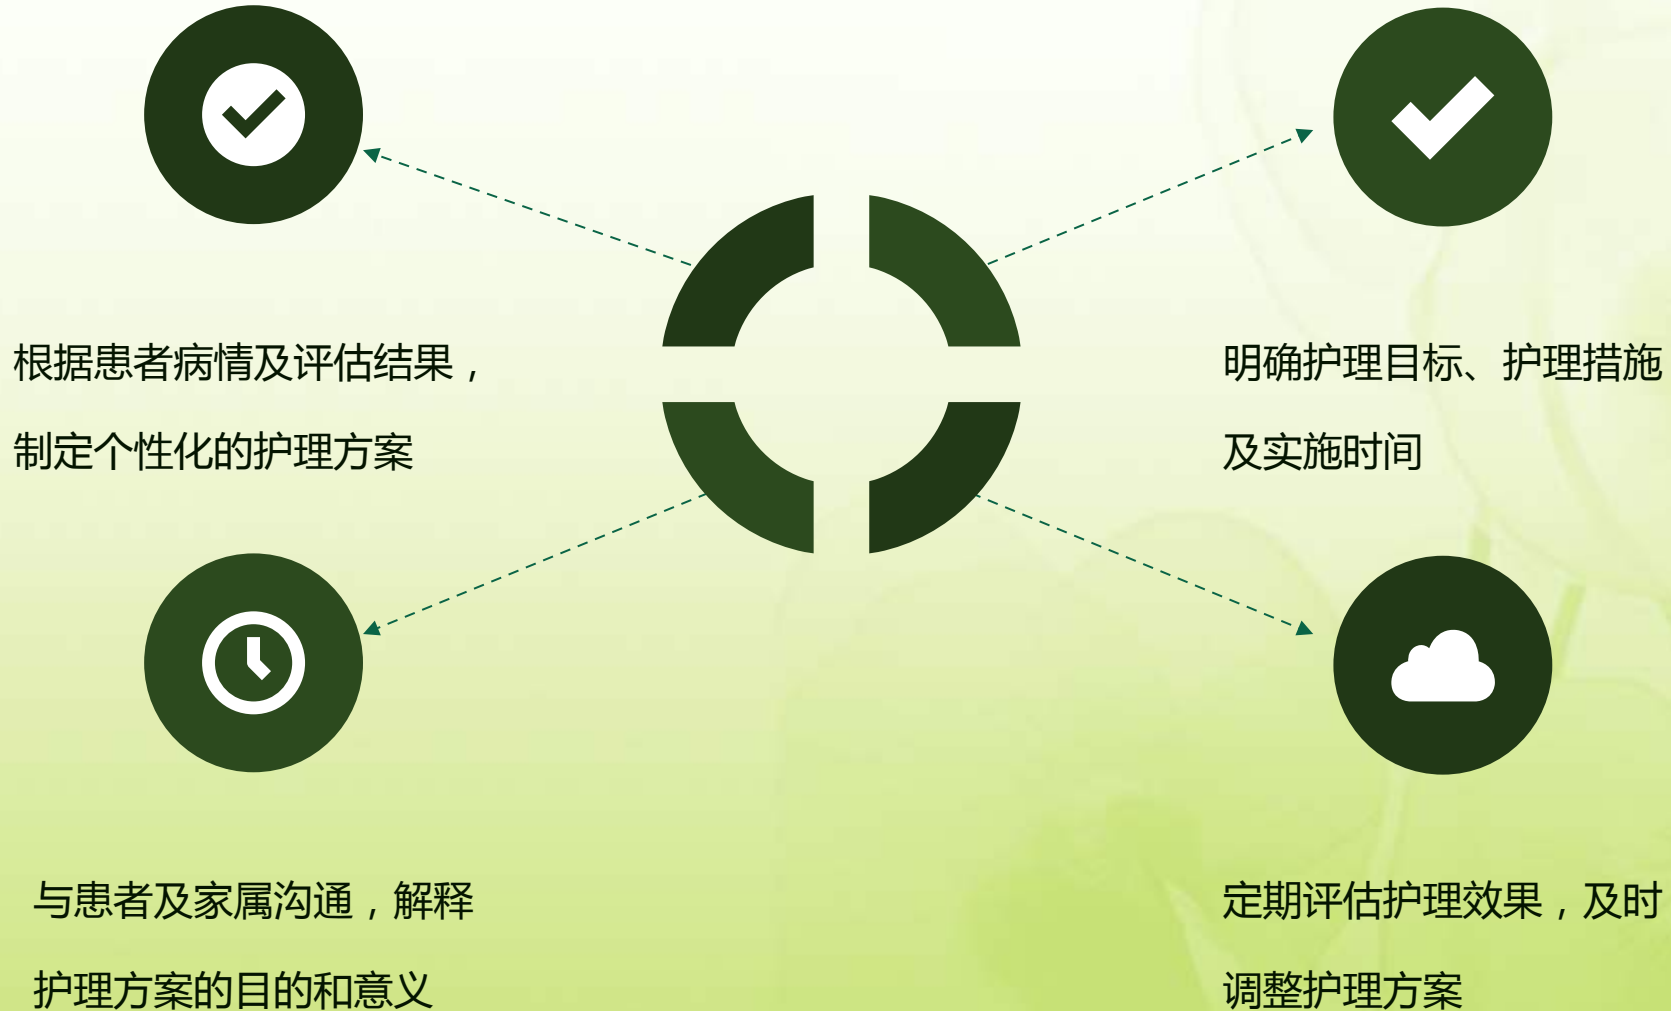 根据患者病情及评估结果，
制定个性化的护理方案
明确护理目标、护理措施
及实施时间
与患者及家属沟通，解释
护理方案的目的和意义
定期评估护理效果，及时
调整护理方案